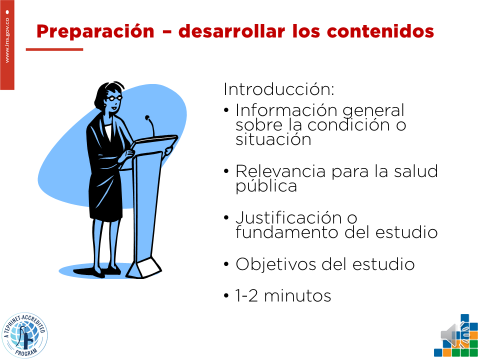 www.ins.gov.co
Preparación – desarrollar los contenidos
Introducción:
• Información general
sobre la condición o
situación
• Relevancia para la salud
pública
• Justificación o
fundamento del estudio
• Objetivos del estudio
• 1-2 minutos
A TEPHINET ACCREDITED
PROGRAM